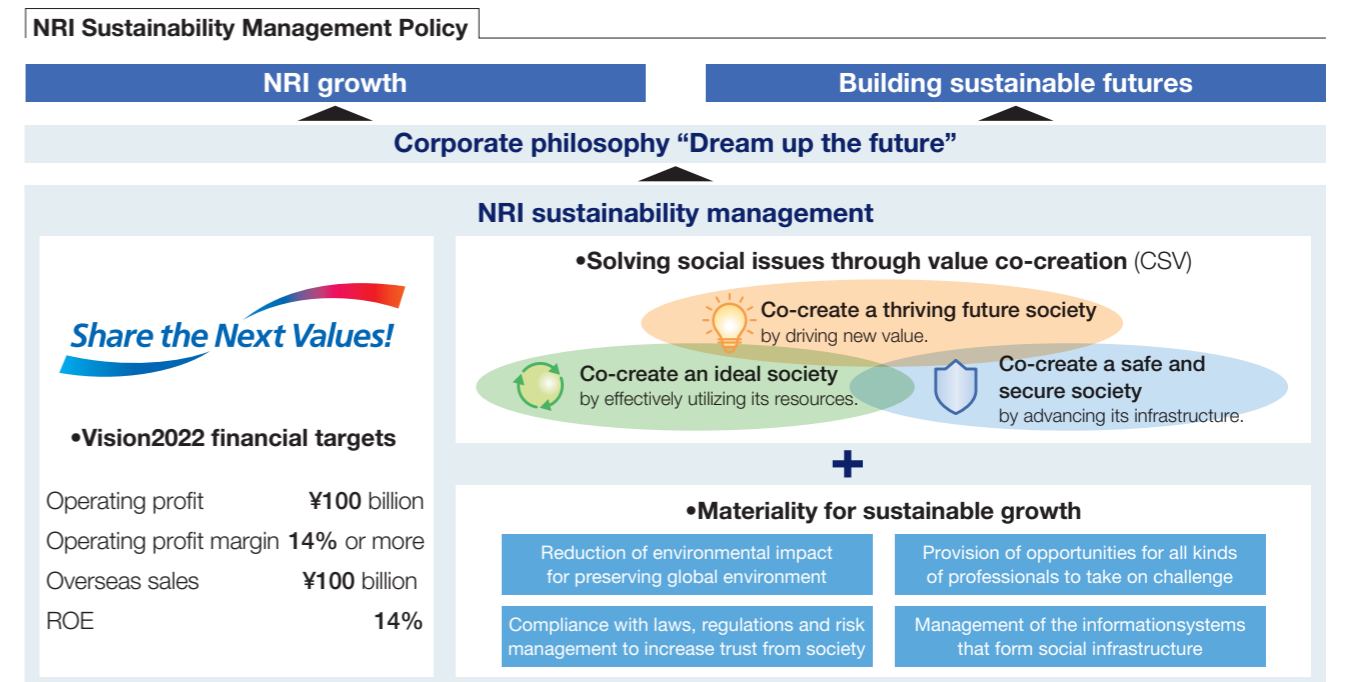 NRI Sustainability Management Policy
NRI growth
Building sustainable futures
Corporate philosophy “Dream up the future”
NRI sustainability management
Share the Next Values!
•Vision2022 financial targets
Operating profit ¥100 billion
Operating profit margin 14% or more
Overseas sales ¥100 billion
ROE 14%
•Solving social issues through value co-creation (CSV)
Co-create a thriving future society
by driving new value.
Co-create an ideal society
by effectively utilizing its resources.
Co-create a safe and
secure society
by advancing its infrastructure.
+
•Materiality for sustainable growth
Reduction of environmental impact
for preserving global environment
Provision of opportunities for all kinds
of professionals to take on challenge
Compliance with laws, regulations and risk
management to increase trust from society
Management of the informationsystems
that form social infrastructure